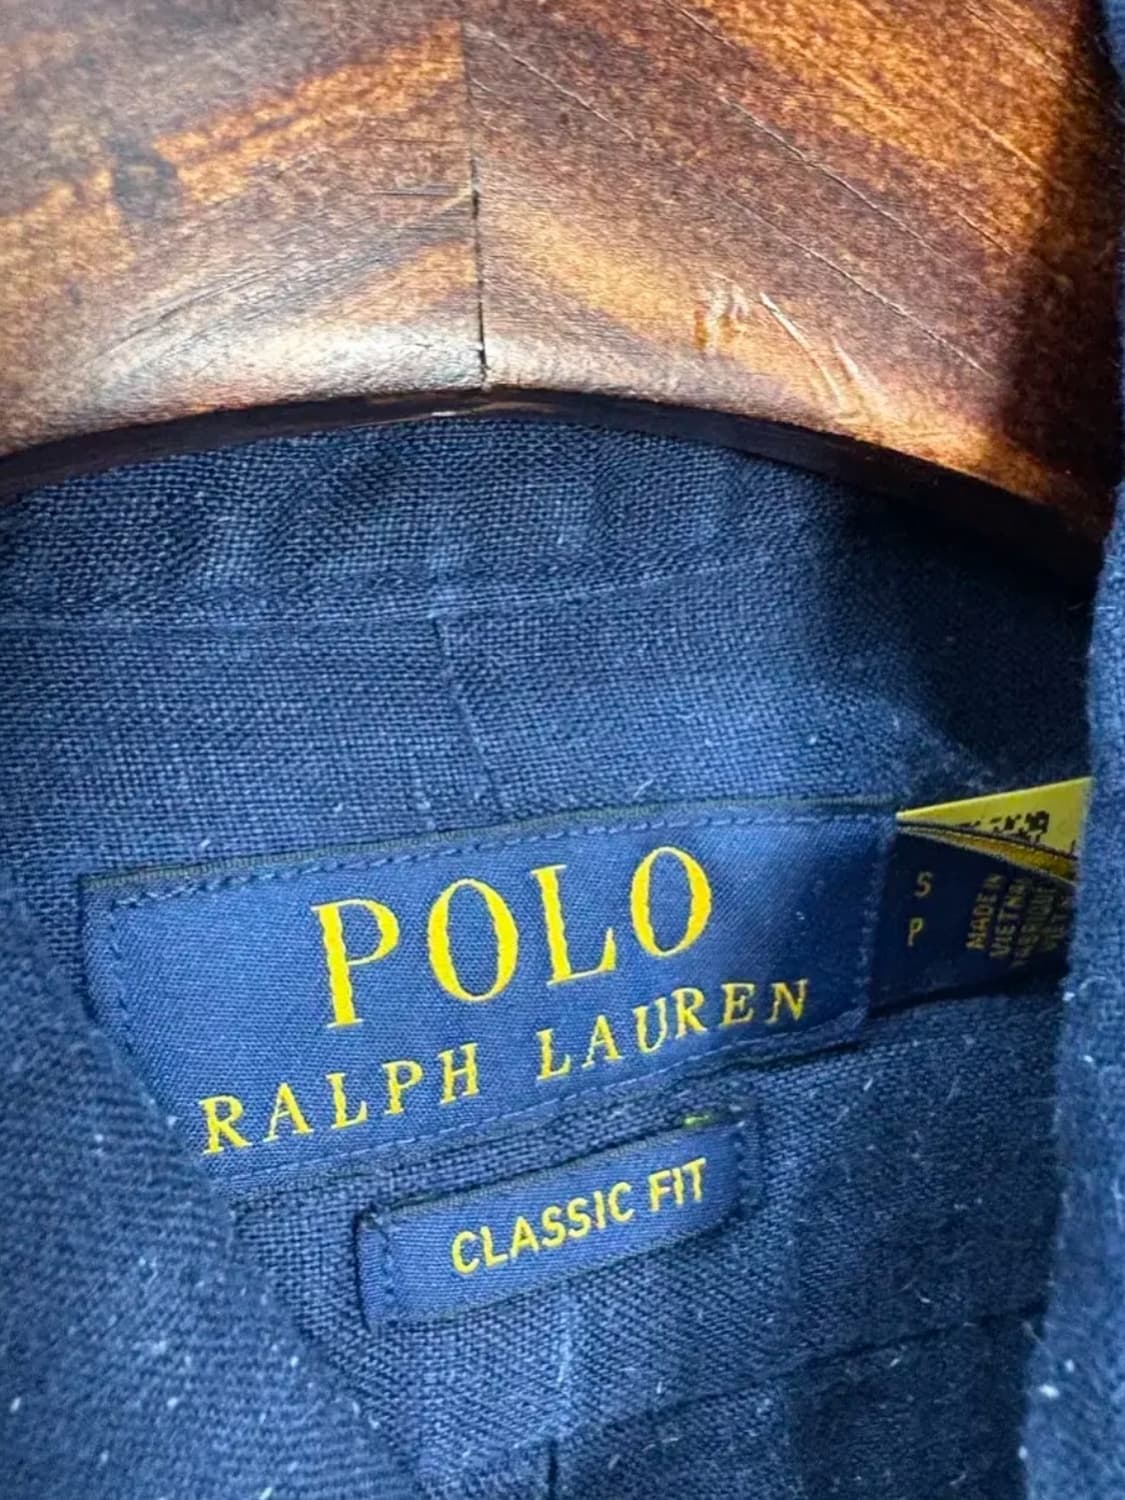 POLO
RALPH LAUREN
CLASSIC FIT
S
P
MADE IN
VIETNAM